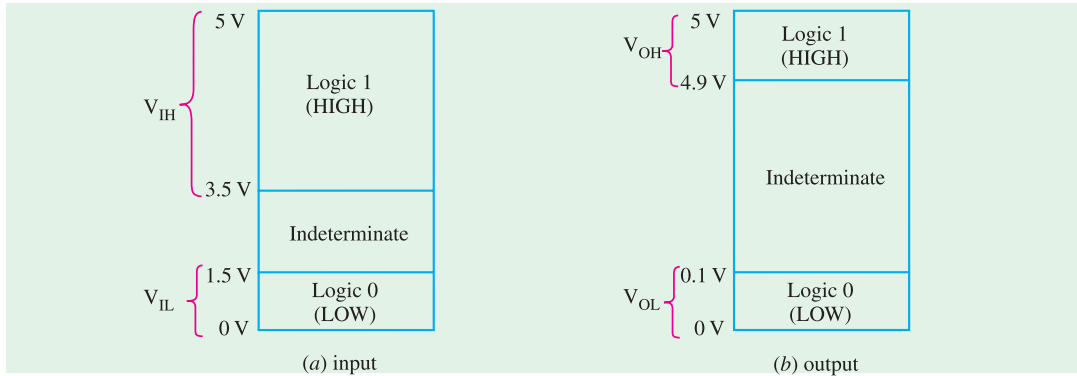 5 V
Logic 1
(HIGH)
V_IH
3.5 V
Indeterminate
1.5 V
V_IL
Logic 0
(LOW)
0 V
(a) input
5 V
Logic 1
(HIGH)
V_OH
4.9 V
Indeterminate
0.1 V
V_OL
Logic 0
(LOW)
0 V
(b) output